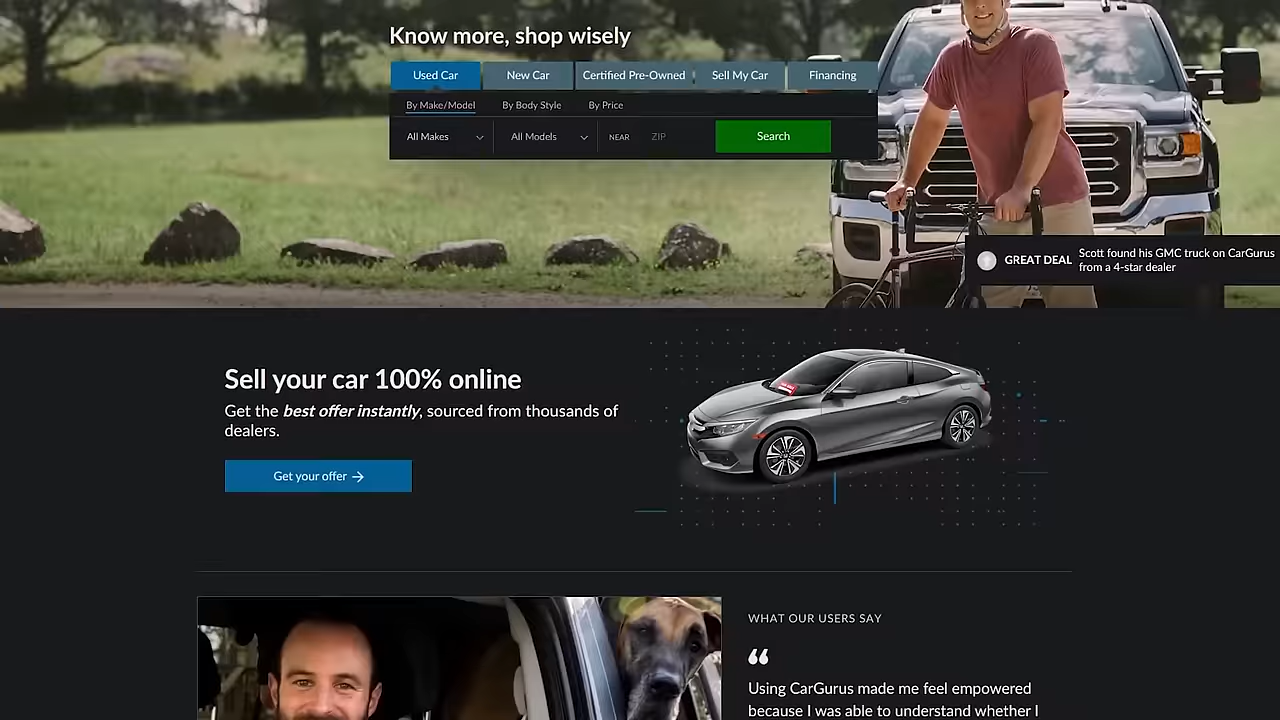 Know more, shop wisely
Used Car
New Car
Certified Pre-Owned
Sell My Car
Financing
By Make/Model
By Body Style
By Price
All Makes
All Models
NEAR
ZIP
Search
GREAT DEAL
Scott found his GMC truck on CarGurus
from a 4-star dealer
Sell your car 100% online
Get the best offer instantly, sourced from thousands of
dealers.
Get your offer →
WHAT OUR USERS SAY
“
Using CarGurus made me feel empowered
because I was able to understand whether I